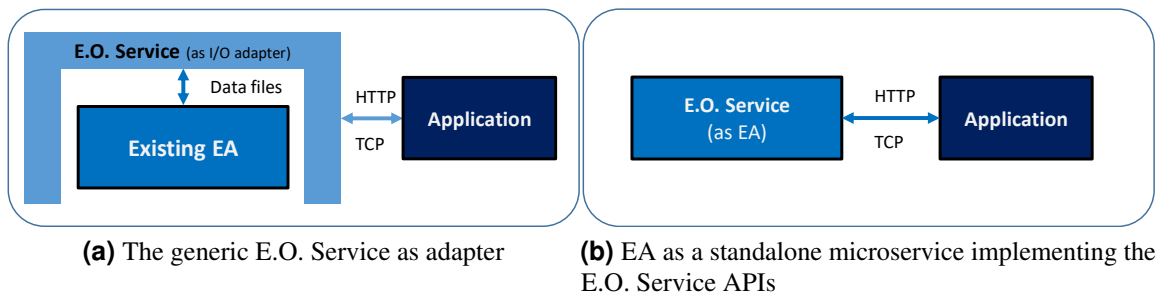 E.O. Service (as I/O adapter)
Data files
Existing EA
HTTP
TCP
Application
E.O. Service
(as EA)
HTTP
TCP
Application
(a) The generic E.O. Service as adapter
(b) EA as a standalone microservice implementing the
E.O. Service APIs